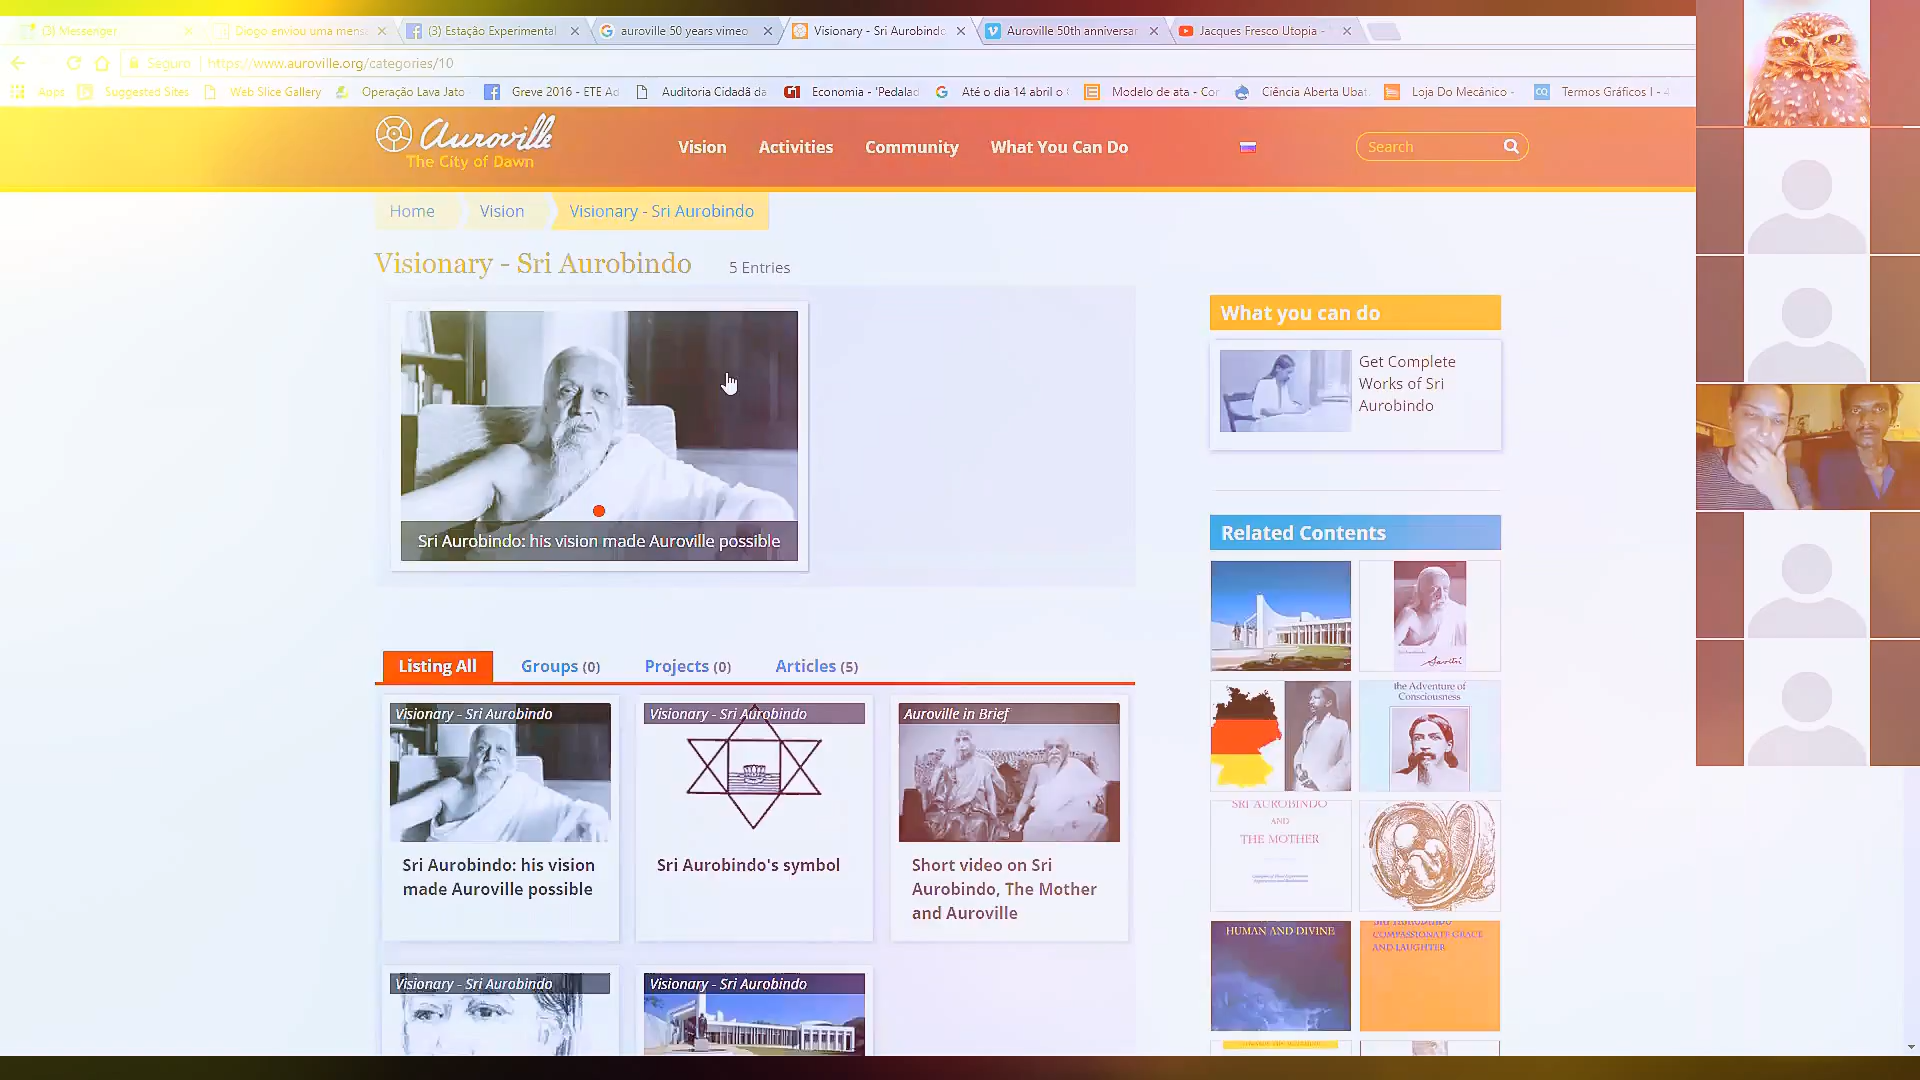 (3) Messenger
Diogo enviou uma mens
(3) Estação Experimental
auroville 50 years vimeo
Visionary - Sri Aurobindo
Auroville 50th anniversar
Jacques Fresco Utopia -
Seguro
https://www.auroville.org/categories/10
Apps
Suggested Sites
Web Slice Gallery
Operação Lava Jato
Greve 2016 - ETE Ad
Auditoria Cidadã da
Economia - 'Pedalad
Até o dia 14 abril o
Modelo de ata - Cor
Ciência Aberta Ubat
Loja Do Mecânico -
Termos Gráficos I - 4
Auroville
The City of Dawn
Vision
Activities
Community
What You Can Do
Search
Home
Vision
Visionary - Sri Aurobindo
Visionary - Sri Aurobindo
5 Entries
Sri Aurobindo: his vision made Auroville possible
What you can do
Get Complete
Works of Sri
Aurobindo
Related Contents
Savitri
the Adventure of
Consciousness
SRI AUROBINDO
AND
THE MOTHER
HUMAN AND DIVINE
SRI AUROBINDO
COMPASSIONATE GRACE
AND LAUGHTER
Listing All
Groups (0)
Projects (0)
Articles (5)
Visionary - Sri Aurobindo
Sri Aurobindo: his vision
made Auroville possible
Visionary - Sri Aurobindo
Sri Aurobindo's symbol
Auroville in Brief
Short video on Sri
Aurobindo, The Mother
and Auroville
Visionary - Sri Aurobindo
Visionary - Sri Aurobindo